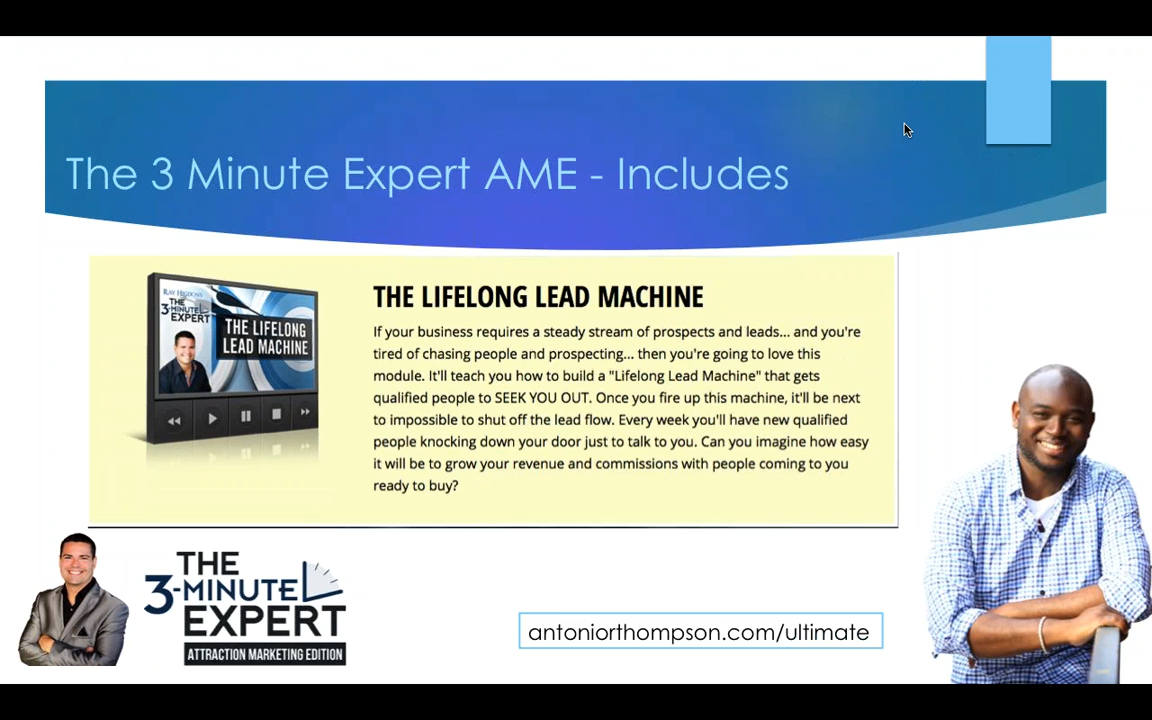 The 3 Minute Expert AME - Includes
RAY HIGDON'S
THE
3-MINUTE
EXPERT
THE LIFELONG
LEAD MACHINE
THE LIFELONG LEAD MACHINE
If your business requires a steady stream of prospects and leads... and you're
tired of chasing people and prospecting... then you're going to love this
module. It'll teach you how to build a "Lifelong Lead Machine" that gets
qualified people to SEEK YOU OUT. Once you fire up this machine, it'll be next
to impossible to shut off the lead flow. Every week you'll have new qualified
people knocking down your door just to talk to you. Can you imagine how easy
it will be to grow your revenue and commissions with people coming to you
ready to buy?
THE
3-MINUTE
EXPERT
ATTRACTION MARKETING EDITION
antoniorthompson.com/ultimate